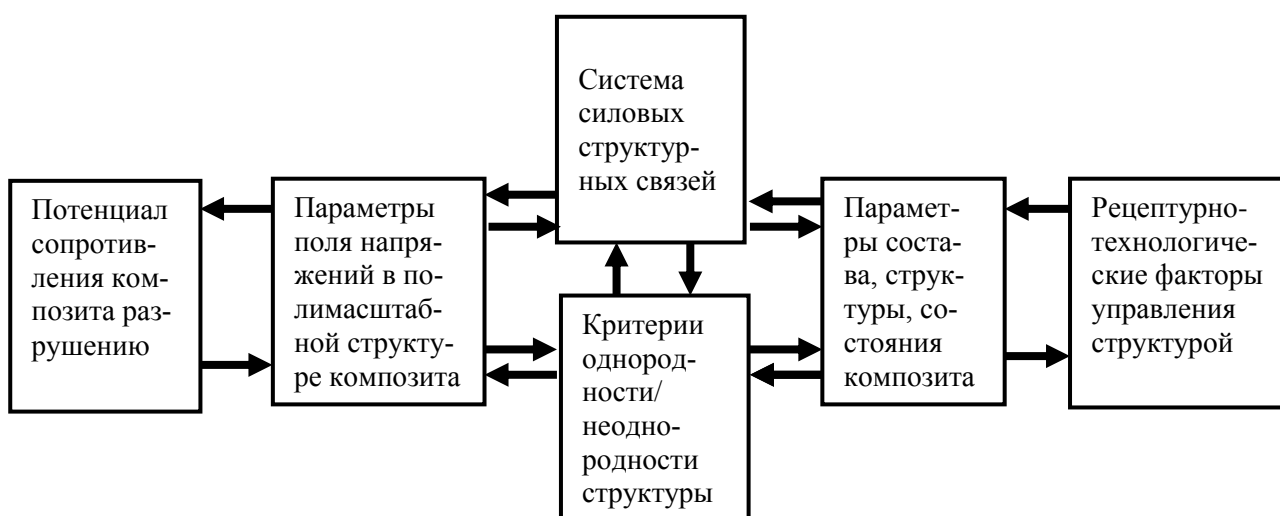 Потенциал
сопротив-
ления ком-
позита раз-
рушению
Параметры
поля напря-
жений в по-
лимасштаб-
ной структу-
ре композита
Система
силовых
структур-
ных связей
Критерии
однород-
ности/
неодно-
родности
структуры
Парамет-
ры соста-
ва, струк-
туры, со-
стояния
композита
Рецептурно-
технологиче-
ские факторы
управления
структурой